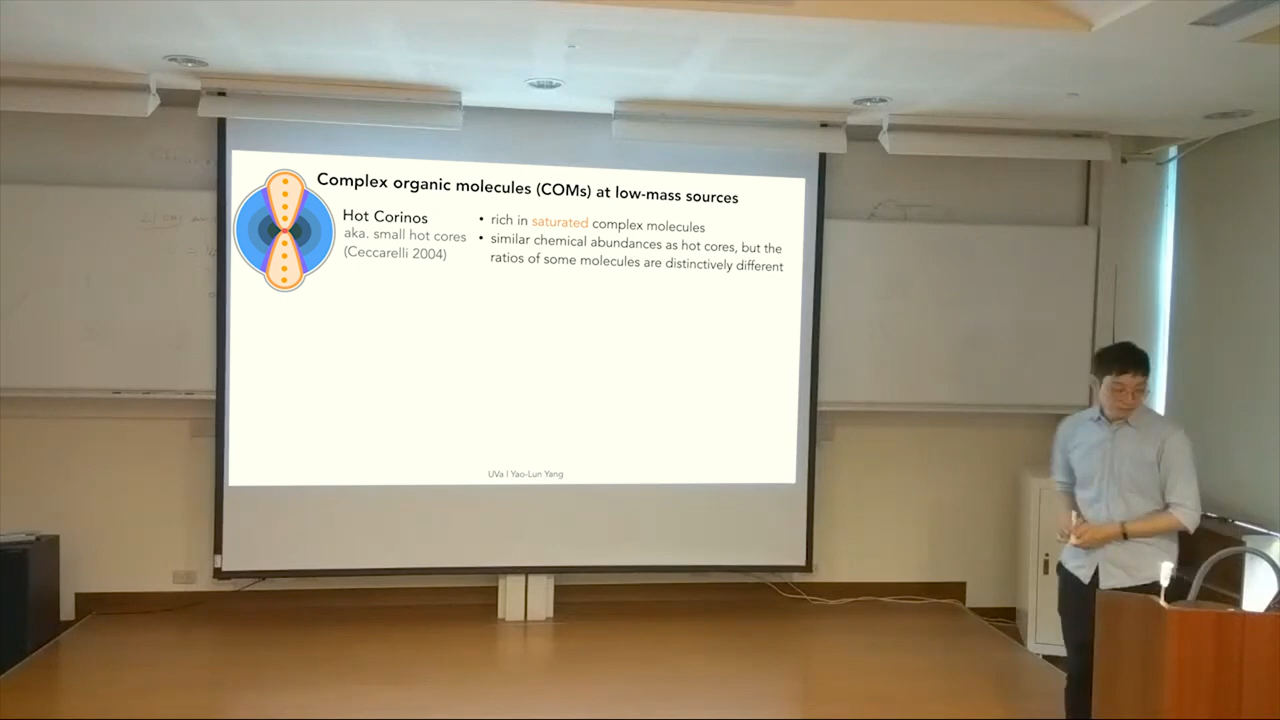 Complex organic molecules (COMs) at low-mass sources
Hot Corinos
aka. small hot cores
(Ceccarelli 2004)
• rich in saturated complex molecules
• similar chemical abundances as hot cores, but the
ratios of some molecules are distinctively different
UVa | Yao-Lun Yang